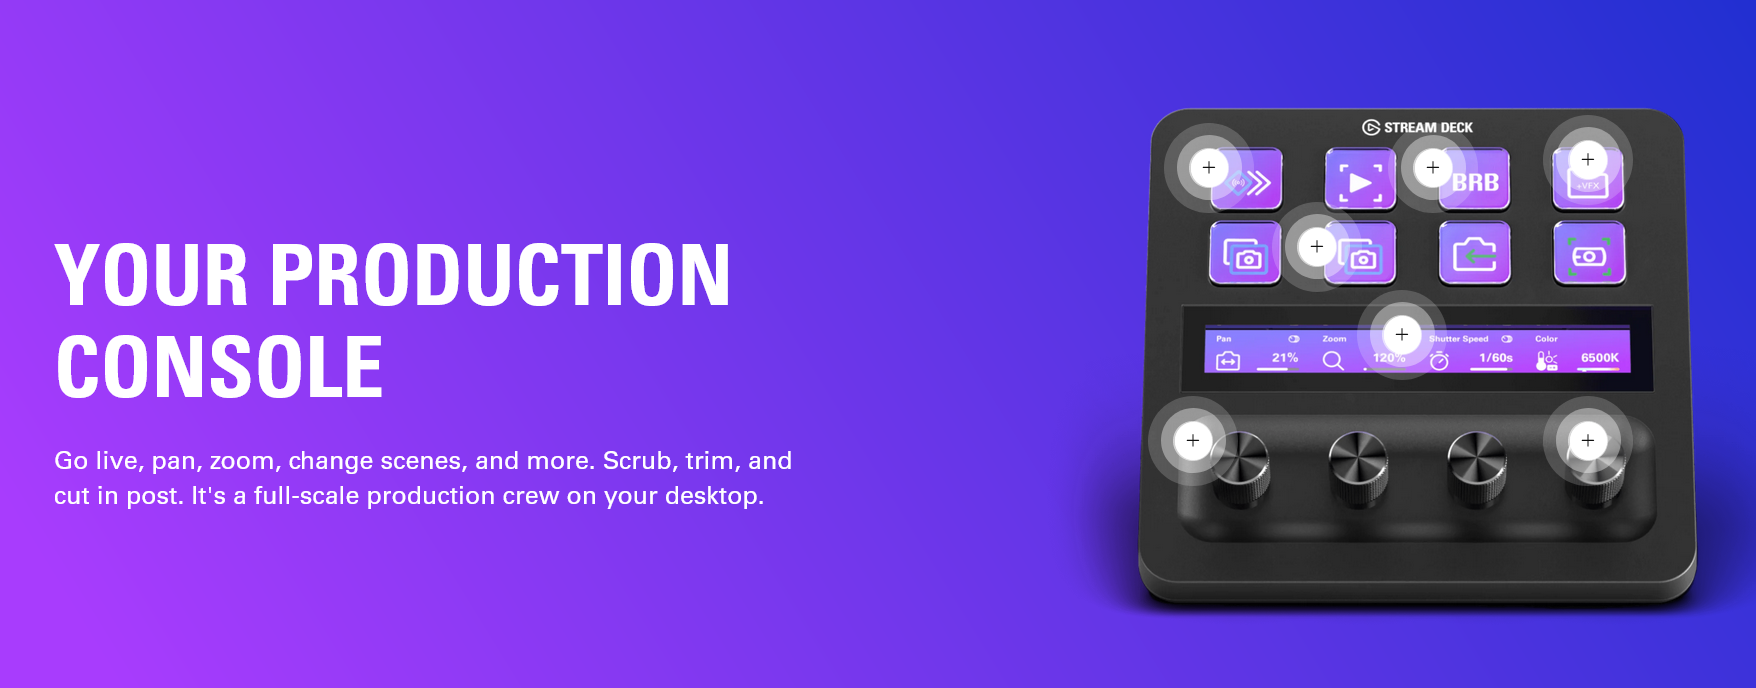 YOUR PRODUCTION
CONSOLE
Go live, pan, zoom, change scenes, and more. Scrub, trim, and
cut in post. It's a full-scale production crew on your desktop.
STREAM DECK
BRB
+VFX
Pan Zoom Shutter Speed Color
21% 120% 1/60s 6500K